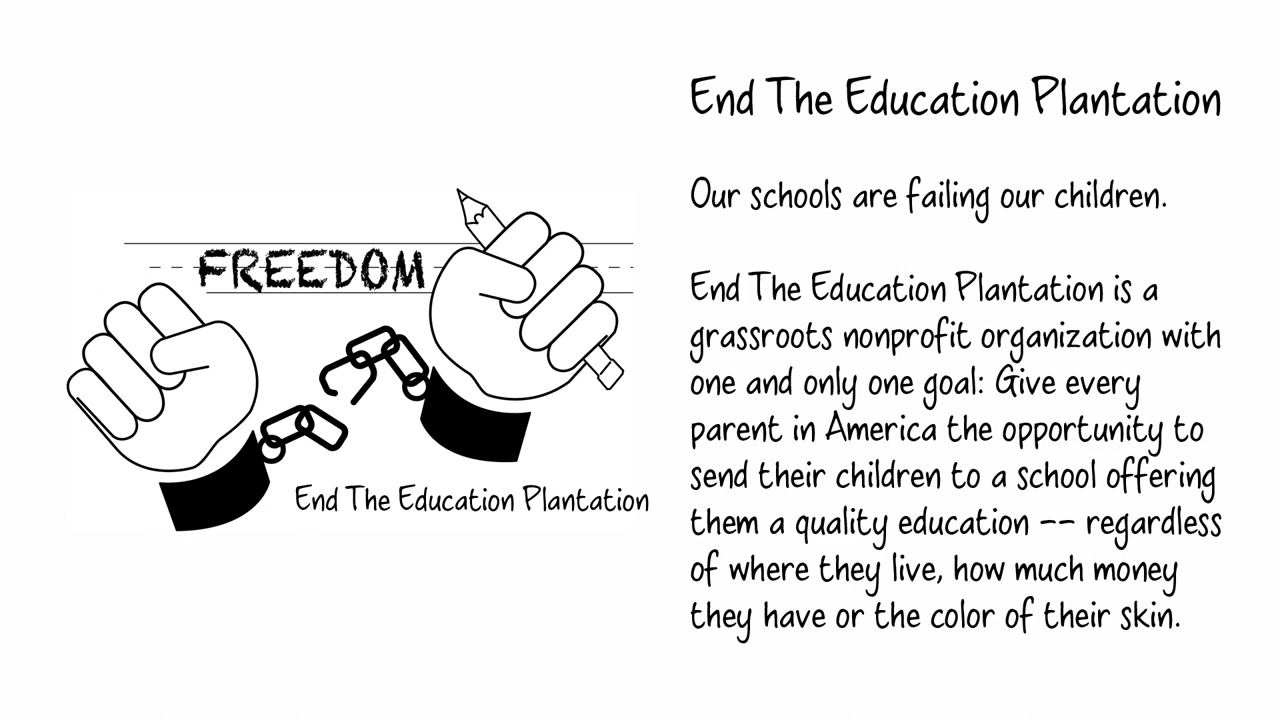 FREEDOM
End The Education Plantation
End The Education Plantation
Our schools are failing our children.
End The Education Plantation is a
grassroots nonprofit organization with
one and only one goal: Give every
parent in America the opportunity to
send their children to a school offering
them a quality education -- regardless
of where they live, how much money
they have or the color of their skin.